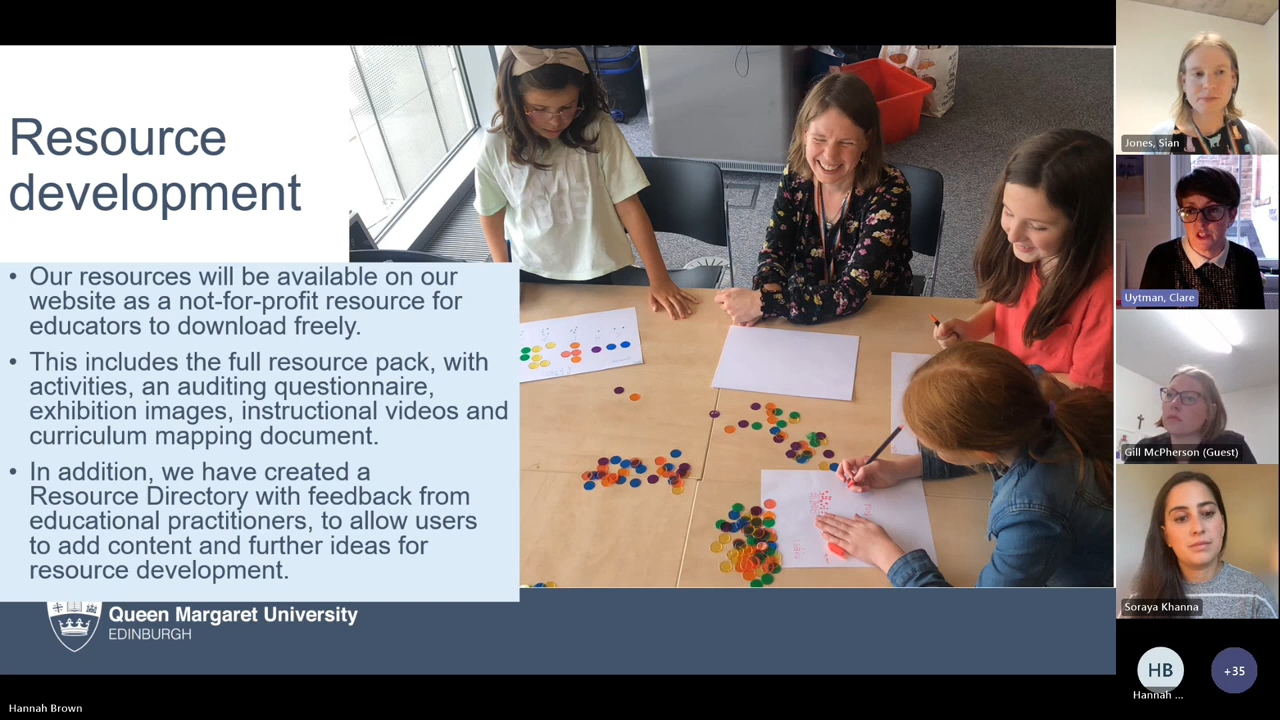 Resource
development
• Our resources will be available on our
website as a not-for-profit resource for
educators to download freely.
• This includes the full resource pack, with
activities, an auditing questionnaire,
exhibition images, instructional videos and
curriculum mapping document.
• In addition, we have created a
Resource Directory with feedback from
educational practitioners, to allow users
to add content and further ideas for
resource development.
Queen Margaret University
EDINBURGH
Hannah Brown
Jones, Sian
Uytman, Clare
Gill McPherson (Guest)
Soraya Khanna
HB
Hannah ...
+35